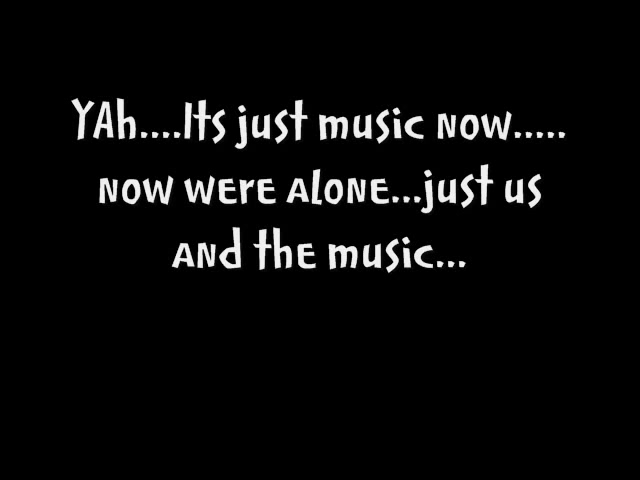 YAh....Its just music now.....
now were alone...just us
and the music...